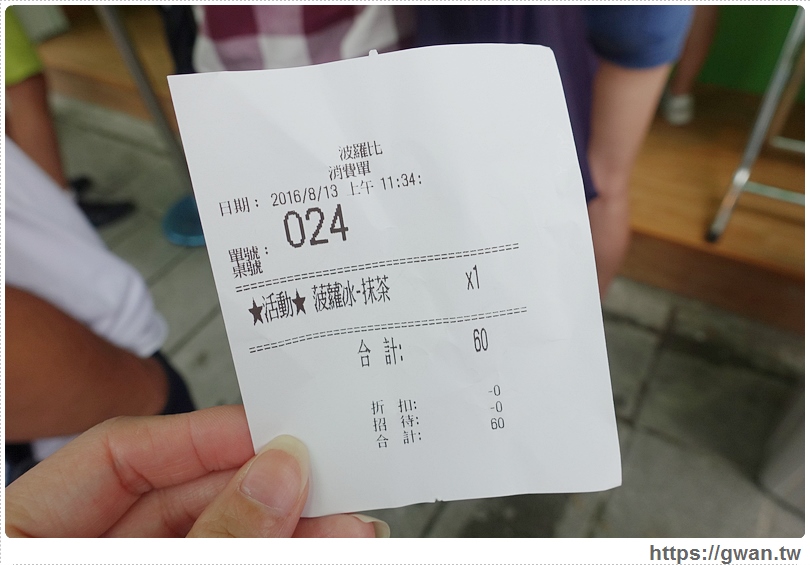 波羅比
消費單
日期： 2016/8/13 上午 11:34:
單號： 024
桌號
★活動★ 菠蘿冰-抹茶 x1
合 計： 60
-0
折 扣： -0
招 待： 60
合 計：
https://gwan.tw